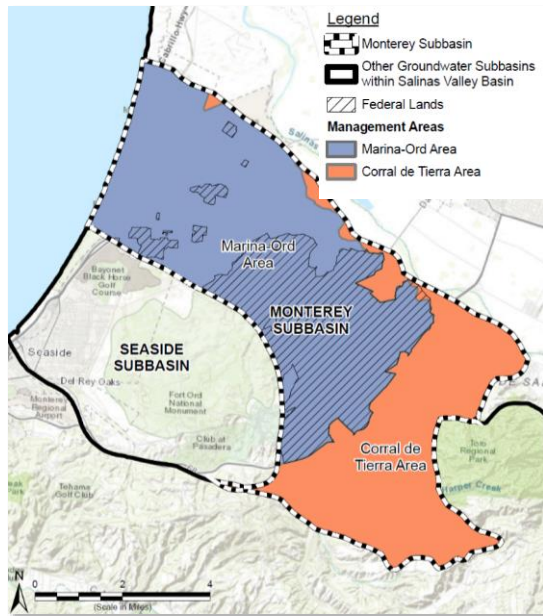 Legend
Monterey Subbasin
Other Groundwater Subbasins
within Salinas Valley Basin
Federal Lands
Management Areas
Marina-Ord Area
Corral de Tierra Area
Salinas
Marina-Ord
Area
Bayonet
Black Horse
Golf
Course
MONTEREY
SUBBASIN
SEASIDE
SUBBASIN
Seaside
Del Rey Oaks
Monterey
Regional
Airport
Fort Ord
National
Monument
Club at
Pasadera
Corral de
Tierra Area
Toro
Regional
Park
Harper Creek
Tehama
Golf Club
N
0 2 4
(Scale in Miles)